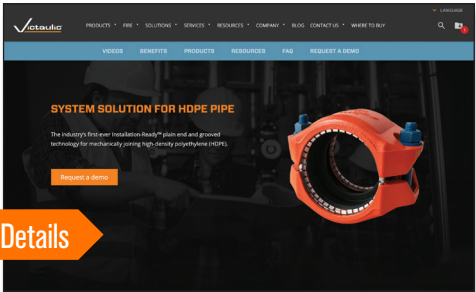 LANGUAGE
Victaulic
PRODUCTS FIRE SOLUTIONS SERVICES RESOURCES COMPANY BLOG CONTACT US WHERE TO BUY
VIDEOS BENEFITS PRODUCTS RESOURCES FAQ REQUEST A DEMO
SYSTEM SOLUTION FOR HDPE PIPE
The industry's first-ever Installation-Ready™ plain end and grooved
technology for mechanically joining high-density polyethylene (HDPE).
Request a demo
Details